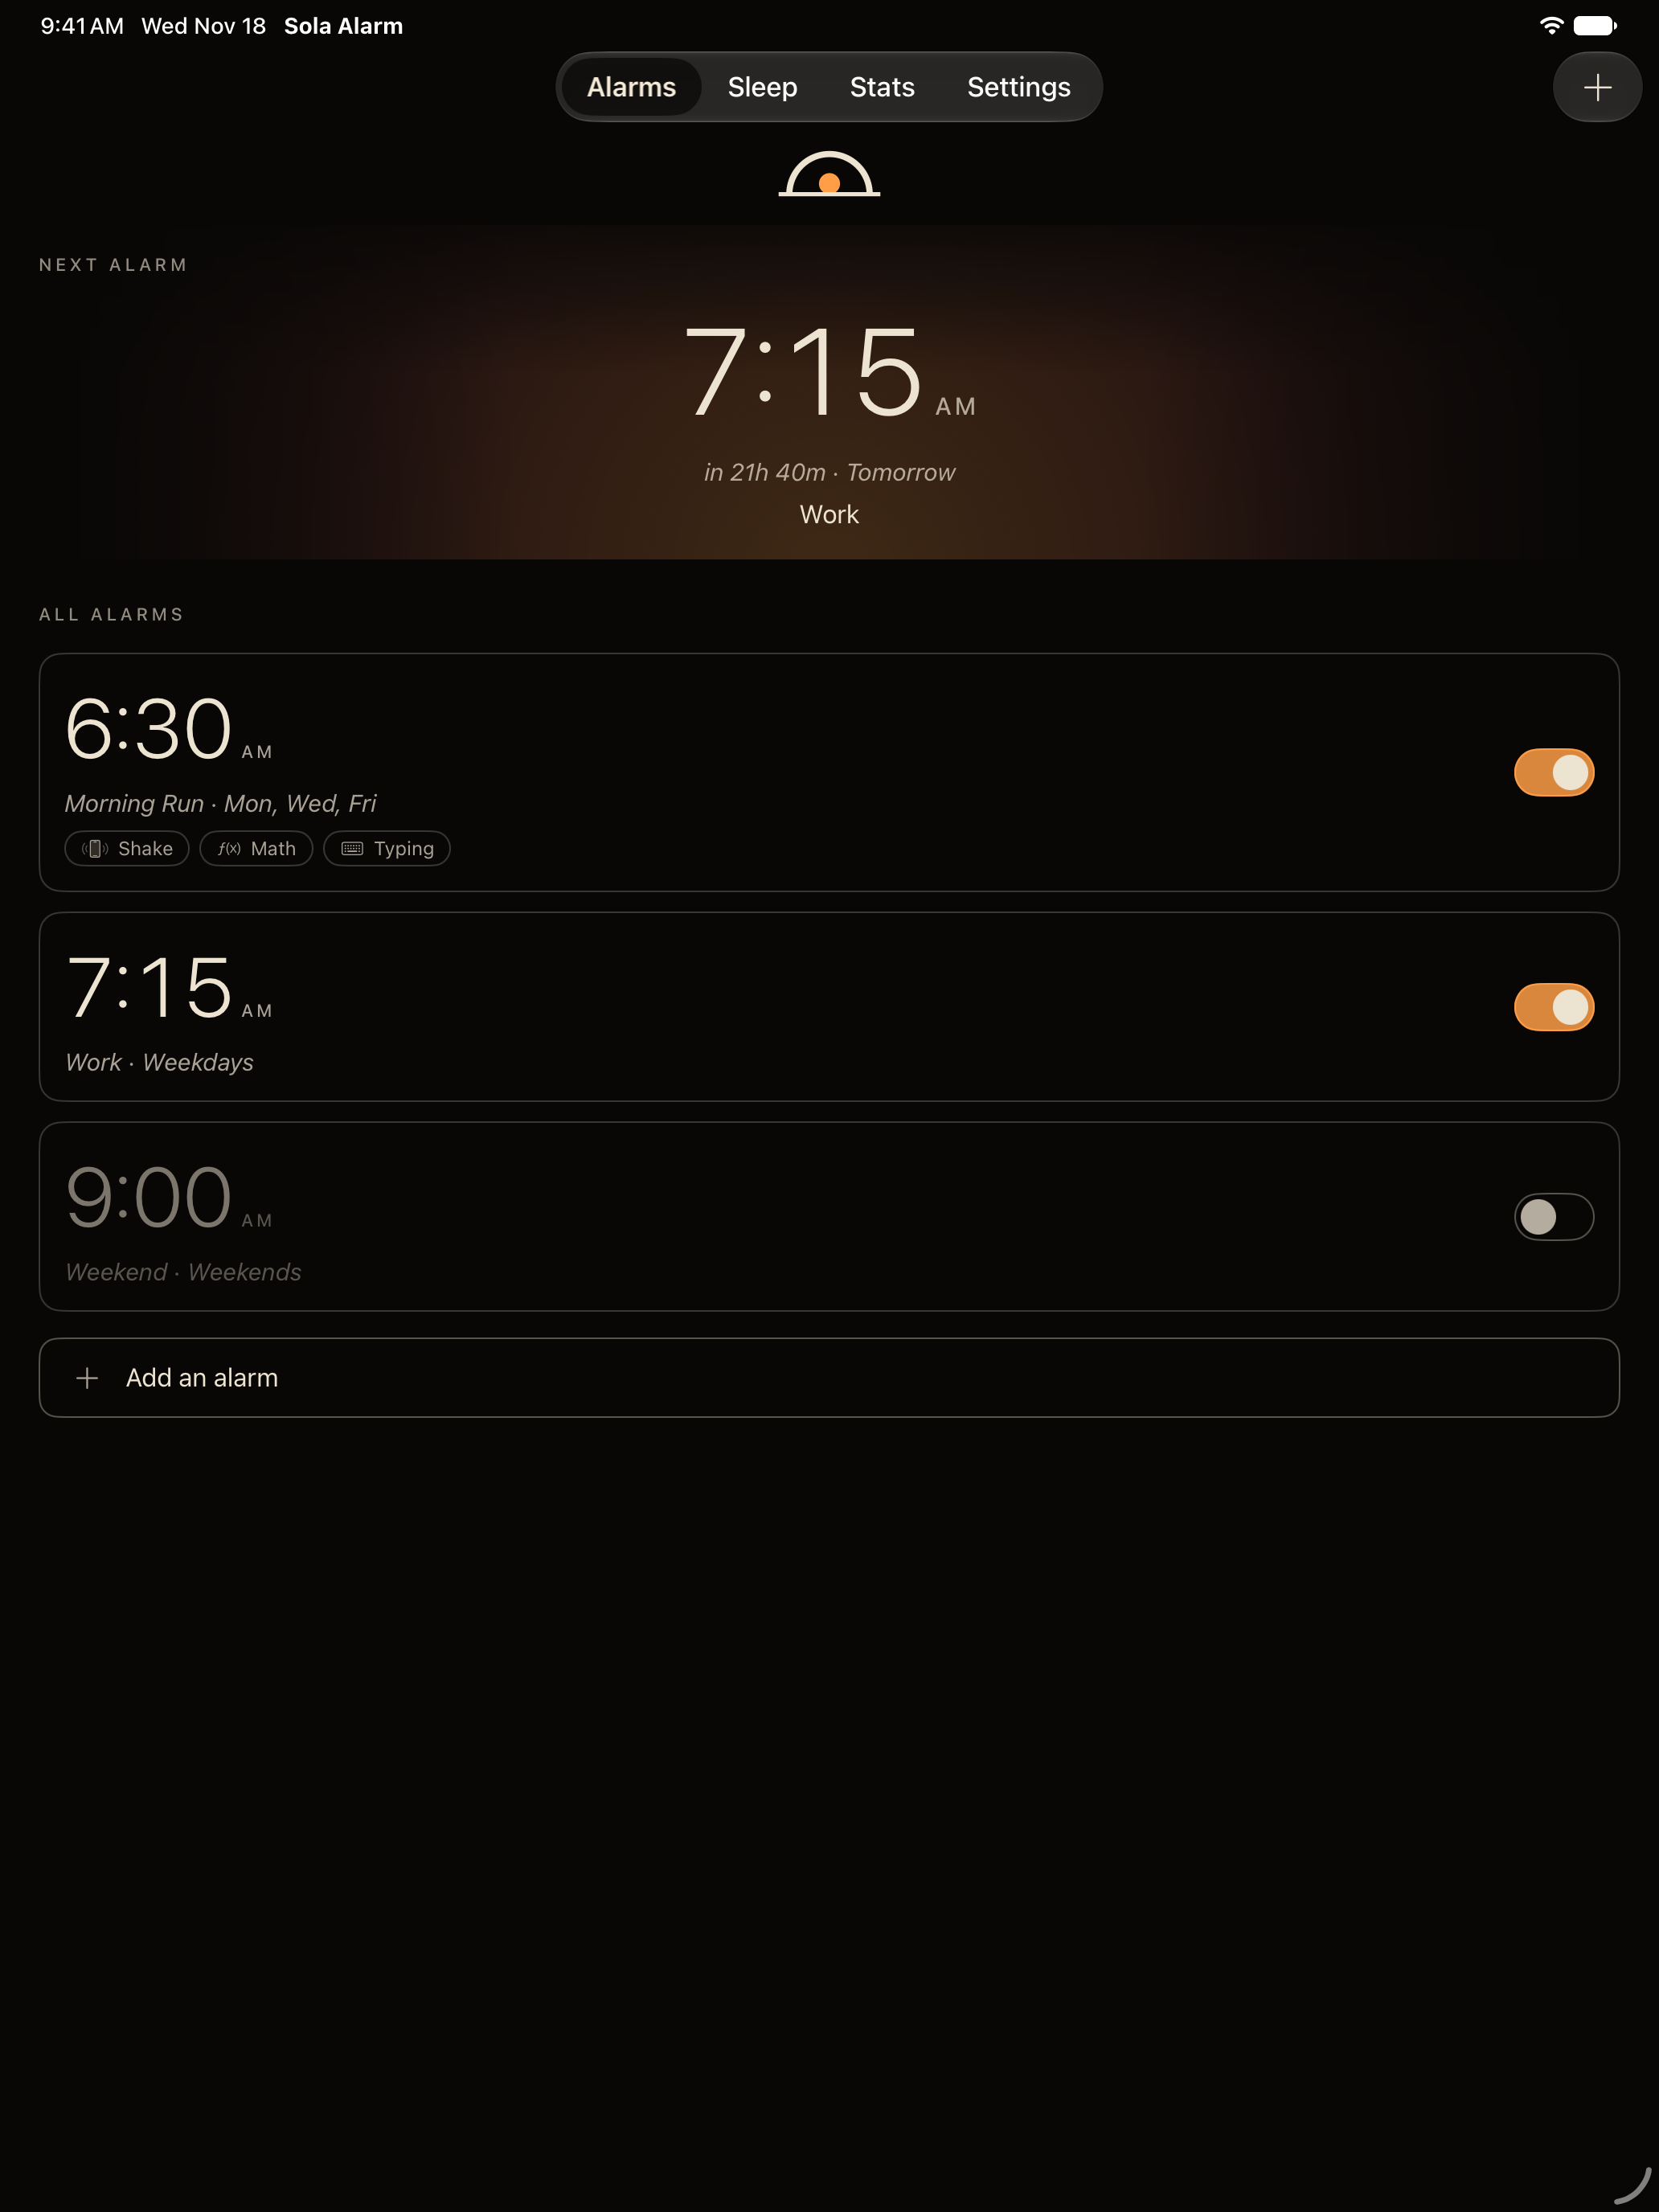 9:41 AM Wed Nov 18 Sola Alarm
Alarms Sleep Stats Settings
NEXT ALARM
7:15 AM
in 21h 40m · Tomorrow
Work
ALL ALARMS
6:30 AM
Morning Run · Mon, Wed, Fri
Shake f(x) Math Typing
7:15 AM
Work · Weekdays
9:00 AM
Weekend · Weekends
Add an alarm